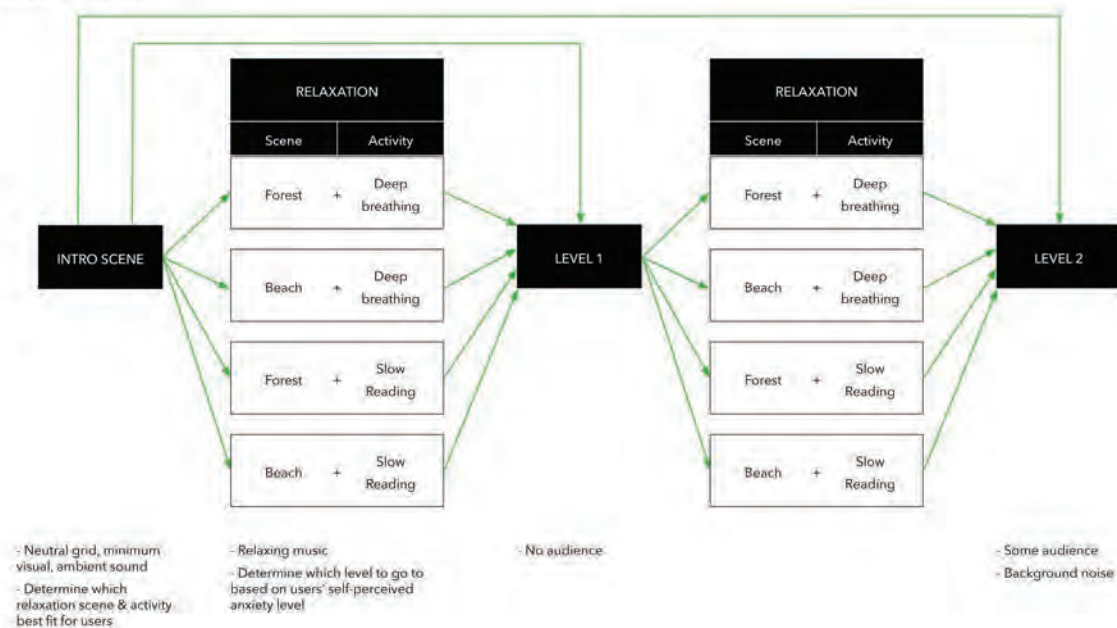 RELAXATION
Scene
Activity
Forest + Deep
breathing
Beach + Deep
breathing
Forest + Slow
Reading
Beach + Slow
Reading
RELAXATION
Scene
Activity
Forest + Deep
breathing
Beach + Deep
breathing
Forest + Slow
Reading
Beach + Slow
Reading
INTRO SCENE
LEVEL 1
LEVEL 2
- Neutral grid, minimum
visual, ambient sound
- Determine which
relaxation scene & activity
best fit for users
- Relaxing music
- Determine which level to go to
based on users' self-perceived
anxiety level
- No audience
- Some audience
- Background noise